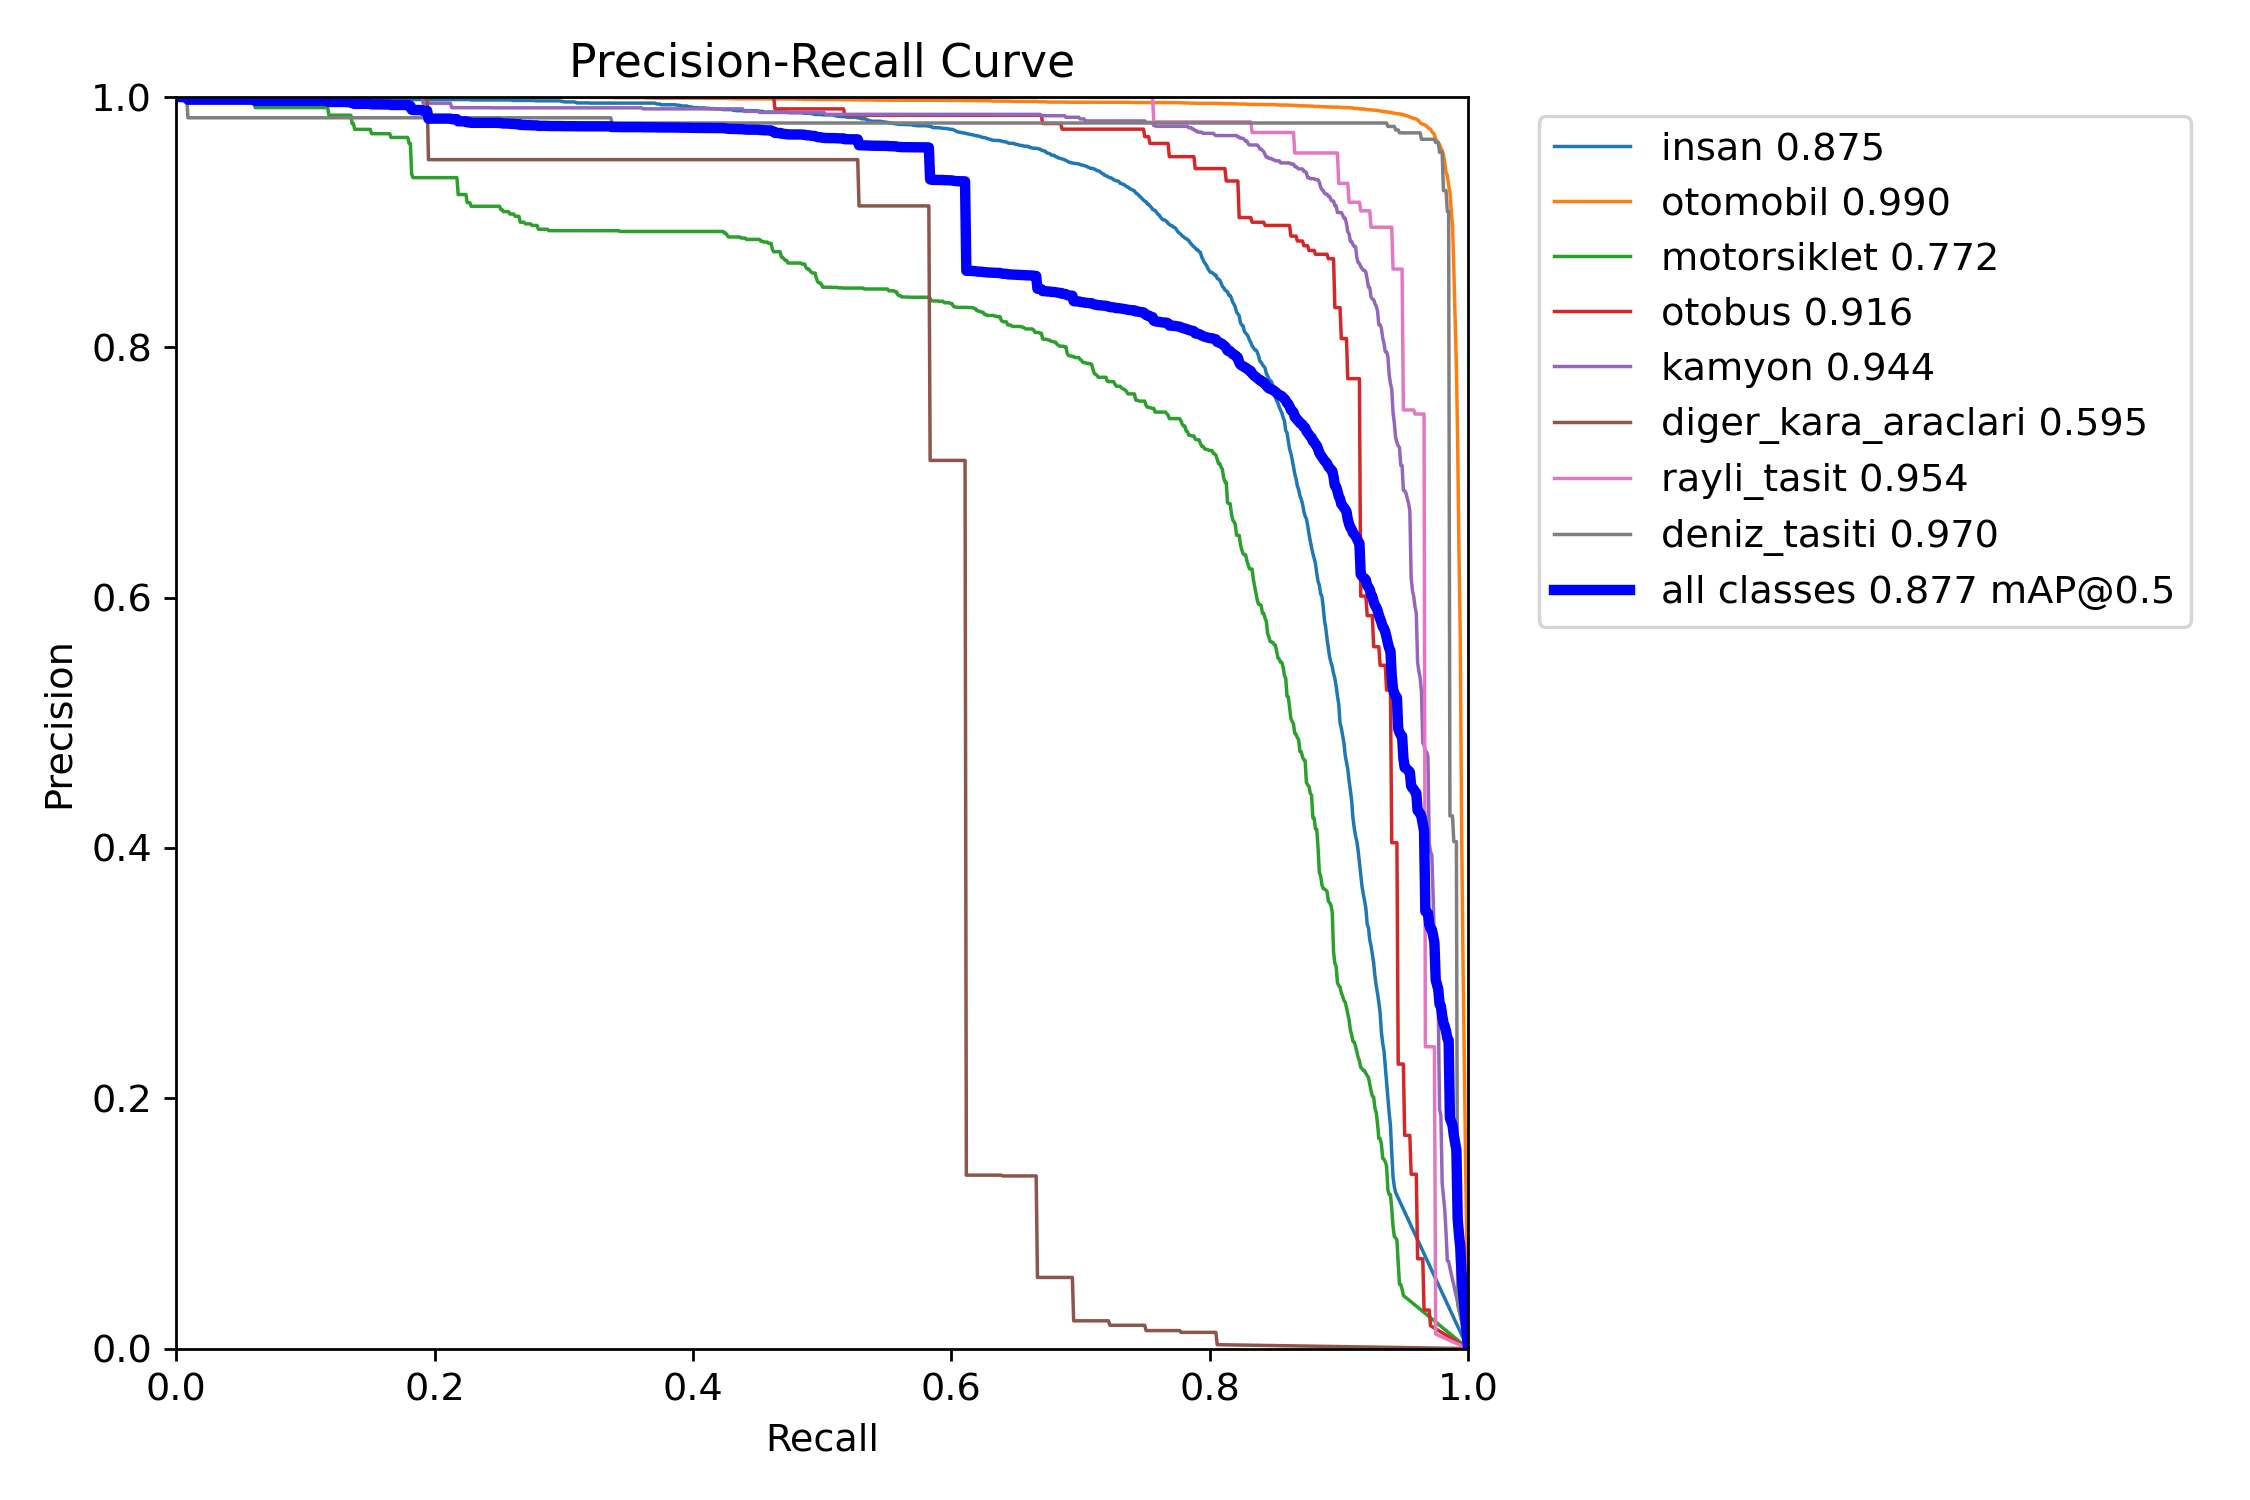 Precision-Recall Curve
1.0
0.8
0.6
0.4
0.2
0.0
Precision
0.0 0.2 0.4 0.6 0.8 1.0
Recall
insan 0.875
otomobil 0.990
motorsiklet 0.772
otobus 0.916
kamyon 0.944
diger_kara_araclari 0.595
rayli_tasit 0.954
deniz_tasiti 0.970
all classes 0.877 mAP@0.5